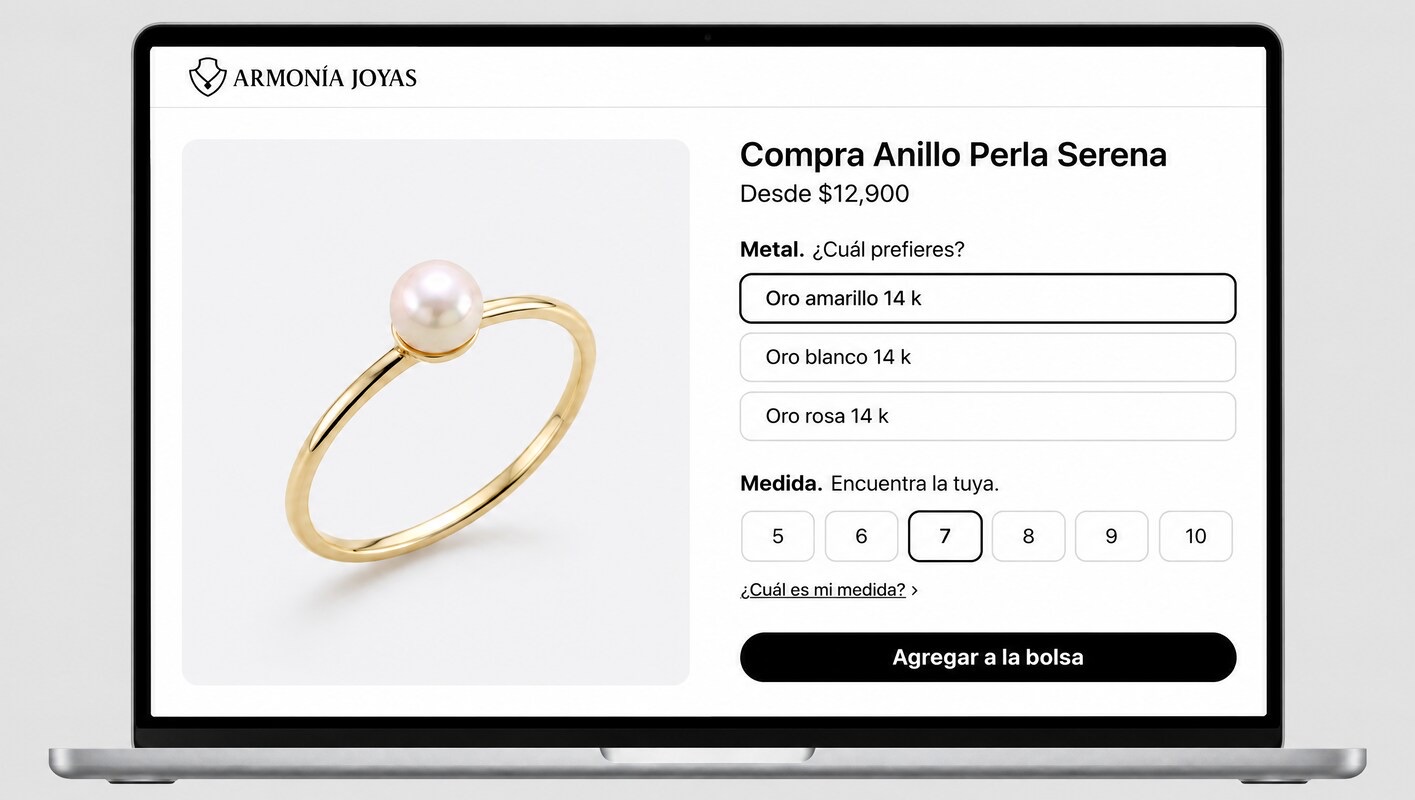 ARMONÍA JOYAS
Compra Anillo Perla Serena
Desde $12,900
Metal. ¿Cuál prefieres?
Oro amarillo 14 k
Oro blanco 14 k
Oro rosa 14 k
Medida. Encuentra la tuya.
5 6 7 8 9 10
¿Cuál es mi medida? ›
Agregar a la bolsa